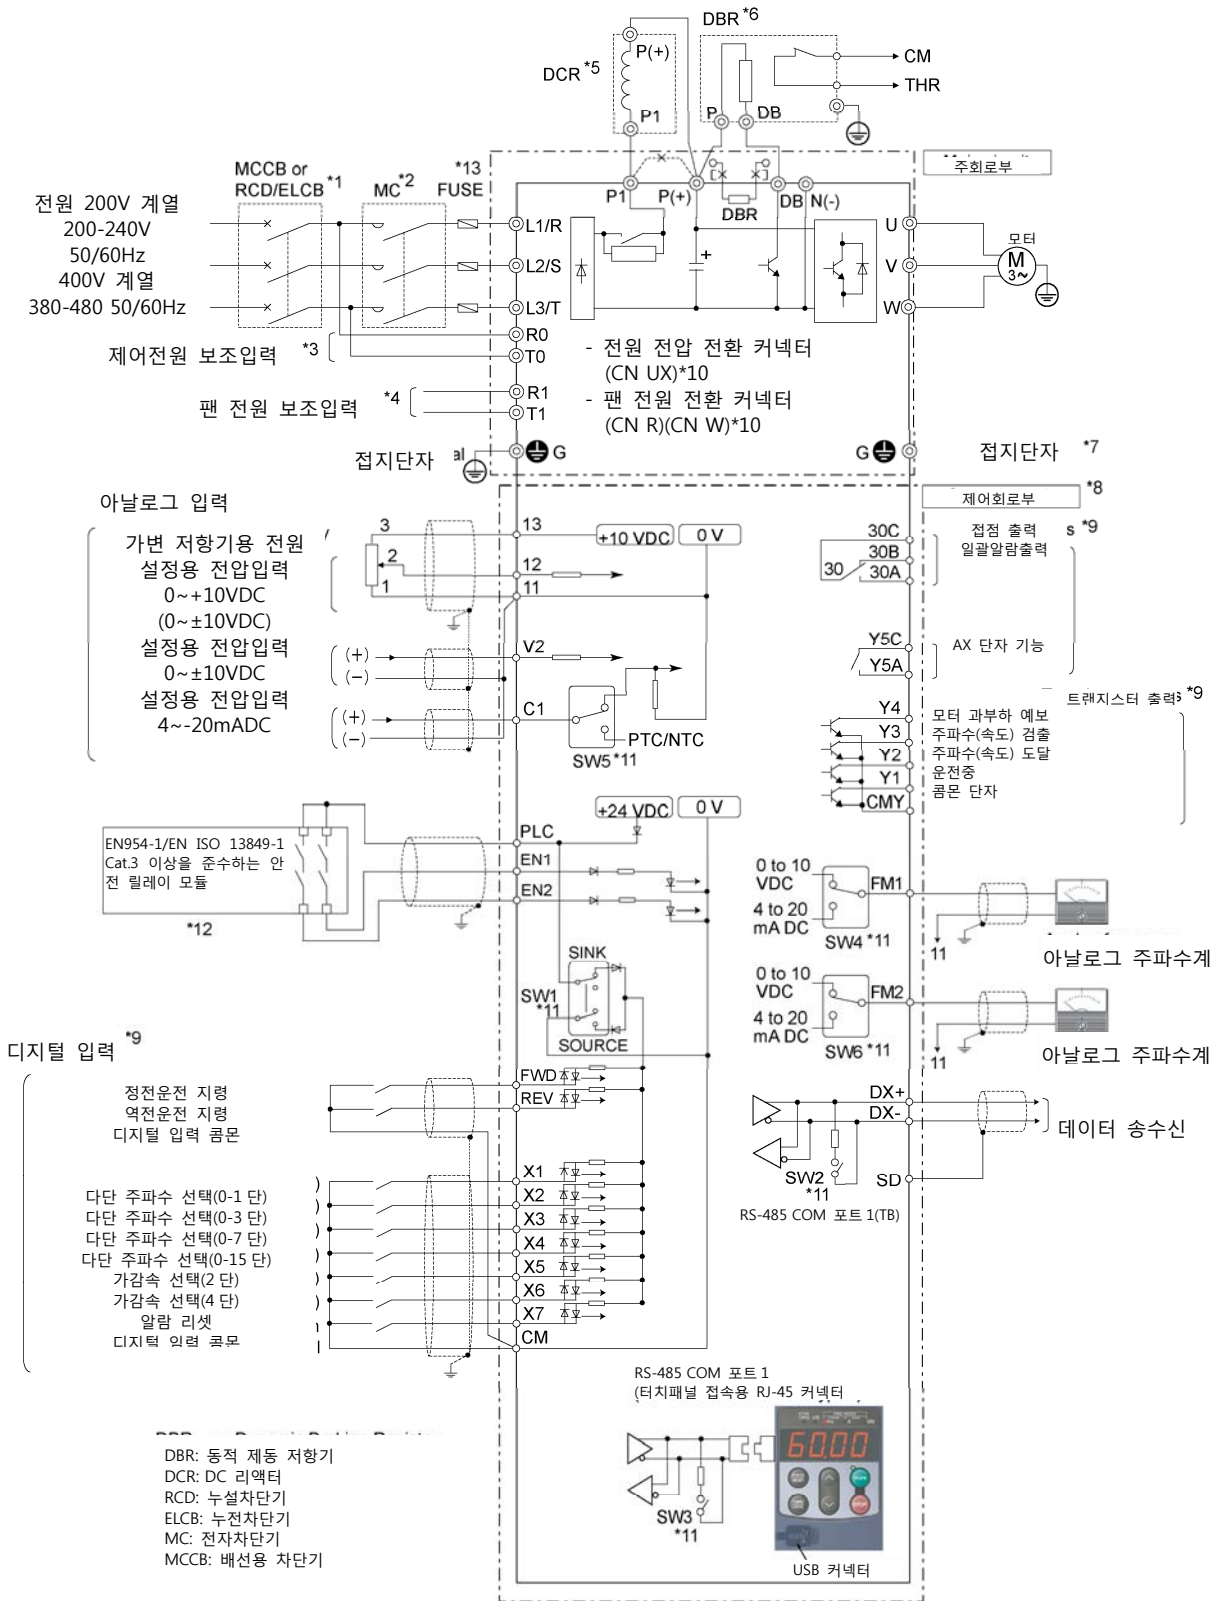 DBR *6
P(+)
DCR *5
CM
THR
P1
P
DB
MCCB or
RCD/ELCB *1
MC*2
*13
FUSE
주회로부
P1
P(+)
DBR
DB
N(-)
전원 200V 계열
200-240V
50/60Hz
400V 계열
380-480 50/60Hz
L1/R
L2/S
L3/T
U
V
W
모터
M
3~
제어전원 보조입력 *3
R0
T0
- 전원 전압 전환 커넥터
(CN UX)*10
- 팬 전원 전환 커넥터
(CN R)(CN W)*10
팬 전원 보조입력 *4
R1
T1
접지단자
G
G
접지단자 *7
제어회로부 *8
아날로그 입력
가변 저항기용 전원
설정용 전압입력
0~+10VDC
(0~±10VDC)
설정용 전압입력
0~±10VDC
설정용 전압입력
4~-20mADC
3
2
1
(+)
(-)
(+)
(-)
13
12
11
V2
C1
+10 VDC
0 V
PTC/NTC
SW5*11
30C
30B
30
30A
접점 출력 s *9
일괄알람출력
Y5C
Y5A
AX 단자 기능
트랜지스터 출력s *9
Y4
Y3
Y2
Y1
CMY
모터 과부하 예보
주파수(속도) 검출
주파수(속도) 도달
운전중
콤몬 단자
EN954-1/EN ISO 13849-1
Cat.3 이상을 준수하는 안
전 릴레이 모듈
*12
+24 VDC
0 V
PLC
EN1
EN2
SINK
SW1
*11
SOURCE
0 to 10
VDC
4 to 20
mA DC
FM1
SW4 *11
11
아날로그 주파수계
0 to 10
VDC
4 to 20
mA DC
FM2
SW6 *11
11
아날로그 주파수계
디지털 입력 *9
정전운전 지령
역전운전 지령
디지털 입력 콤몬
FWD
REV
DX+
DX-
데이터 송수신
SW2
*11
SD
RS-485 COM 포트 1(TB)
다단 주파수 선택(0-1 단)
다단 주파수 선택(0-3 단)
다단 주파수 선택(0-7 단)
다단 주파수 선택(0-15 단)
가감속 선택(2 단)
가감속 선택(4 단)
알람 리셋
디지털 입력 콤몬
X1
X2
X3
X4
X5
X6
X7
CM
RS-485 COM 포트 1
(터치패널 접속용 RJ-45 커넥터
60.00
SW3
*11
USB 커넥터
DBR: 동적 제동 저항기
DCR: DC 리액터
RCD: 누설차단기
ELCB: 누전차단기
MC: 전자차단기
MCCB: 배선용 차단기